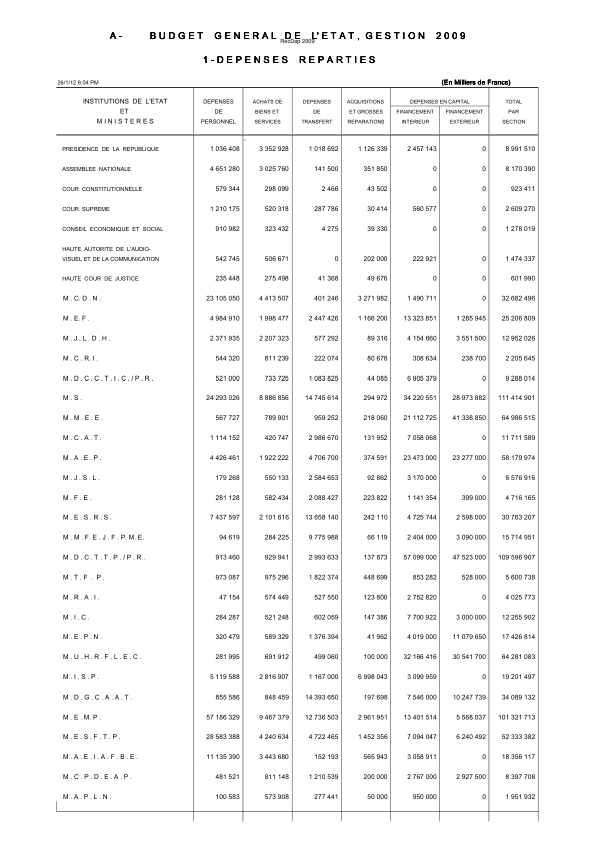 A- BUDGET GENERAL DE L'ETAT, GESTION 2009
RecDep 2009
1-DEPENSES REPARTIES
26/1/12 6:04 PM (En Milliers de Francs)
INSTITUTIONS DE L'ETAT DEPENSES ACHATS DE DEPENSES ACQUISITIONS DEPENSES EN CAPITAL TOTAL
ET DE BIENS ET DE ET GROSSES FINANCEMENT FINANCEMENT PAR
MINISTERES PERSONNEL SERVICES TRANSFERT REPARATIONS INTERIEUR EXTERIEUR SECTION
PRESIDENCE DE LA REPUBLIQUE 1 036 408 3 352 928 1 018 692 1 126 339 2 457 143 0 8 991 510
ASSEMBLEE NATIONALE 4 651 280 3 025 760 141 500 351 850 0 0 8 170 390
COUR CONSTITUTIONNELLE 579 344 298 099 2 466 43 502 0 0 923 411
COUR SUPREME 1 210 175 520 318 287 786 30 414 560 577 0 2 609 270
CONSEIL ECONOMIQUE ET SOCIAL 910 982 323 432 4 275 39 330 0 0 1 278 019
HAUTE AUTORITE DE L'AUDIO-
VISUEL ET DE LA COMMUNICATION 542 745 506 671 0 202 000 222 921 0 1 474 337
HAUTE COUR DE JUSTICE 235 448 275 498 41 368 49 676 0 0 601 990
M.C.D.N. 23 105 050 4 413 507 401 246 3 271 982 1 490 711 0 32 682 496
M.E.F. 4 984 910 1 998 477 2 447 426 1 166 200 13 323 851 1 285 945 25 206 809
M.J.L.D.H. 2 371 935 2 207 323 577 292 89 316 4 154 660 3 551 500 12 952 026
M.C.R.I. 544 320 811 239 222 074 80 678 308 634 238 700 2 205 645
M.D.C.C.T.I.C./P.R. 521 000 733 725 1 083 825 44 085 6 905 379 0 9 288 014
M.S. 24 293 026 8 886 856 14 745 614 294 972 34 220 551 28 973 882 111 414 901
M.M.E.E. 567 727 789 901 959 252 218 060 21 112 725 41 338 850 64 986 515
M.C.A.T. 1 114 152 420 747 2 986 670 131 952 7 058 068 0 11 711 589
M.A.E.P. 4 426 461 1 922 222 4 706 700 374 591 23 473 000 23 277 000 58 179 974
M.J.S.L. 179 268 550 133 2 584 653 92 862 3 170 000 0 6 576 916
M.F.E. 281 128 582 434 2 088 427 223 822 1 141 354 399 000 4 716 165
M.E.S.R.S. 7 437 597 2 101 616 13 658 140 242 110 4 725 744 2 598 000 30 763 207
M.M.F.E.J.F.P.ME. 94 619 284 225 9 775 988 66 119 2 404 000 3 090 000 15 714 951
M.D.C.T.T.P./P.R. 913 460 929 941 2 993 633 137 873 57 099 000 47 523 000 109 596 907
M.T.F.P. 973 087 975 296 1 822 374 448 699 853 282 528 000 5 600 738
M.R.A.I. 47 154 574 449 527 550 123 800 2 752 820 0 4 025 773
M.I.C. 284 287 521 248 602 059 147 386 7 700 922 3 000 000 12 255 902
M.E.P.N. 320 479 589 329 1 376 394 41 962 4 019 000 11 079 650 17 426 814
M.U.H.R.F.L.E.C. 281 995 691 912 499 060 100 000 32 166 416 30 541 700 64 281 083
M.I.S.P. 5 119 588 2 816 907 1 167 000 6 998 043 3 099 959 0 19 201 497
M.D.G.C.A.A.T. 855 586 848 459 14 393 650 197 698 7 546 000 10 247 739 34 089 132
M.E.M.P. 57 186 329 9 467 379 12 736 503 2 961 951 13 401 514 5 568 037 101 321 713
M.E.S.F.T.P. 28 583 388 4 240 634 4 722 465 1 452 356 7 094 047 6 240 492 52 333 382
M.A.E.I.A.F.B.E. 11 135 390 3 443 680 152 193 565 943 3 058 911 0 18 356 117
M.C.P.D.E.A.P. 481 521 811 148 1 210 539 200 000 2 767 000 2 927 500 8 397 708
M.A.P.L.N. 100 583 573 908 277 441 50 000 950 000 0 1 951 932